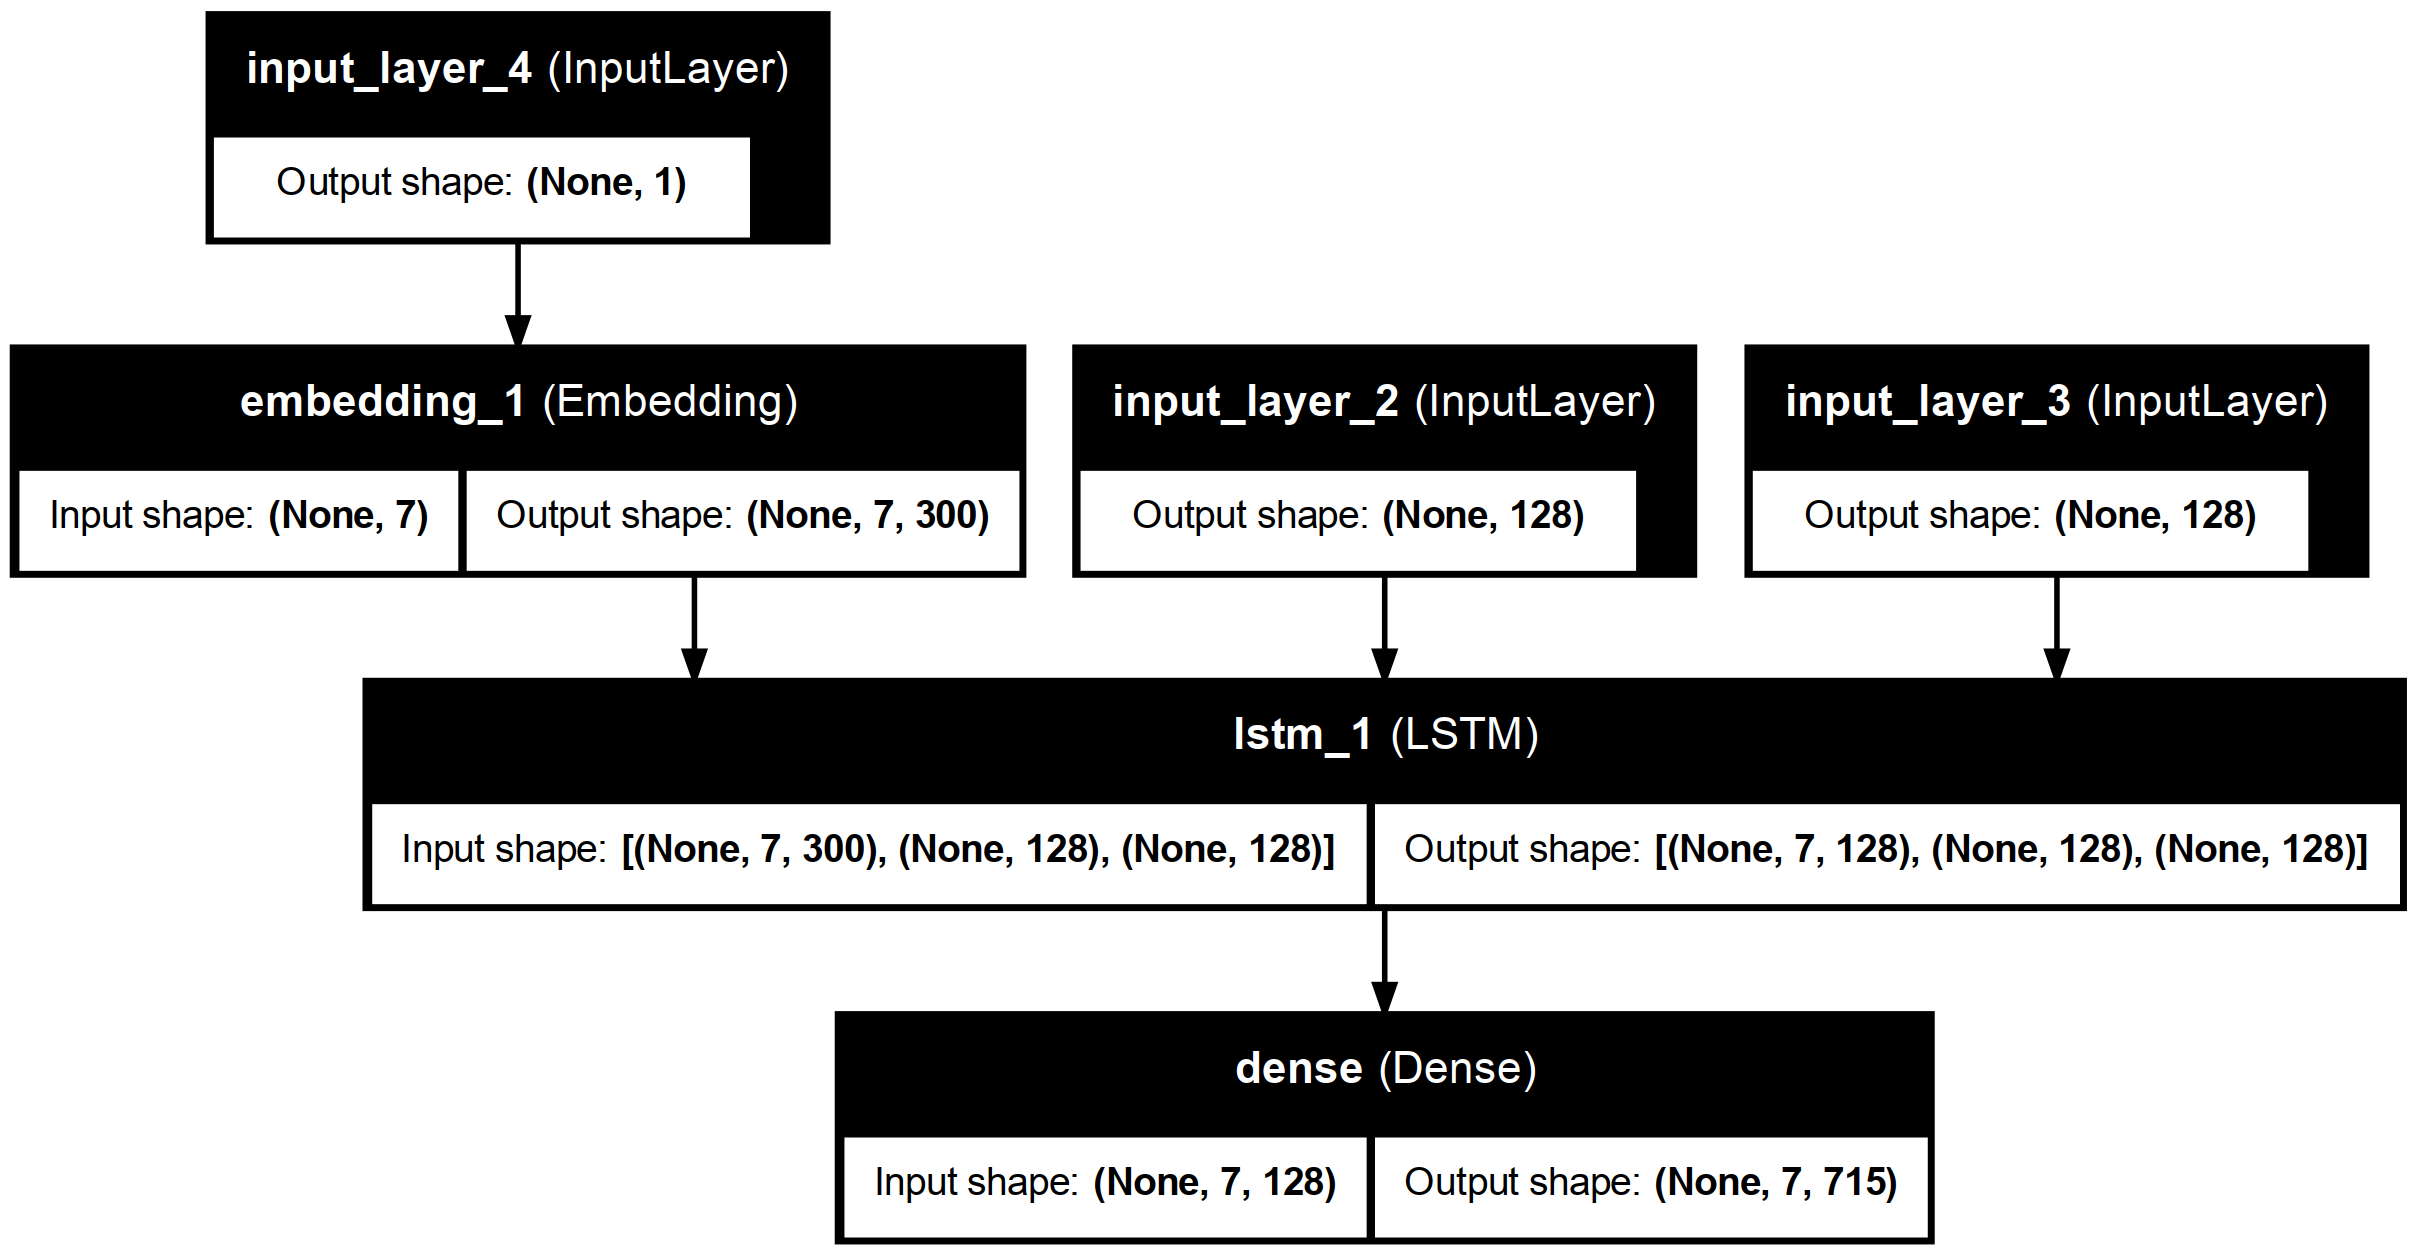 input_layer_4 (InputLayer)
Output shape: (None, 1)
embedding_1 (Embedding)
Input shape: (None, 7)
Output shape: (None, 7, 300)
input_layer_2 (InputLayer)
Output shape: (None, 128)
input_layer_3 (InputLayer)
Output shape: (None, 128)
lstm_1 (LSTM)
Input shape: [(None, 7, 300), (None, 128), (None, 128)]
Output shape: [(None, 7, 128), (None, 128), (None, 128)]
dense (Dense)
Input shape: (None, 7, 128)
Output shape: (None, 7, 715)